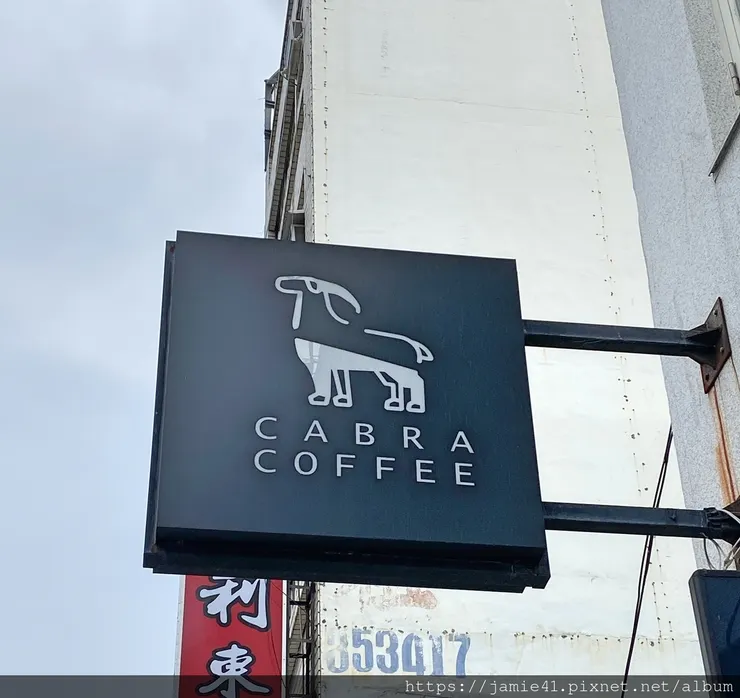 CABRA
COFFEE
利
東
353417
https://jamie41.pixnet.net/album